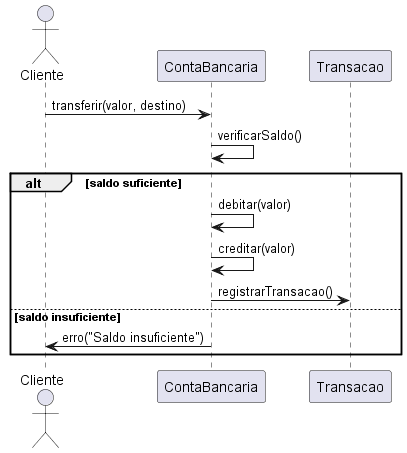 Cliente
ContaBancaria
Transacao
transferir(valor, destino)
verificarSaldo()
alt
[saldo suficiente]
debitar(valor)
creditar(valor)
registrarTransacao()
[saldo insuficiente]
erro("Saldo insuficiente")
Cliente
ContaBancaria
Transacao